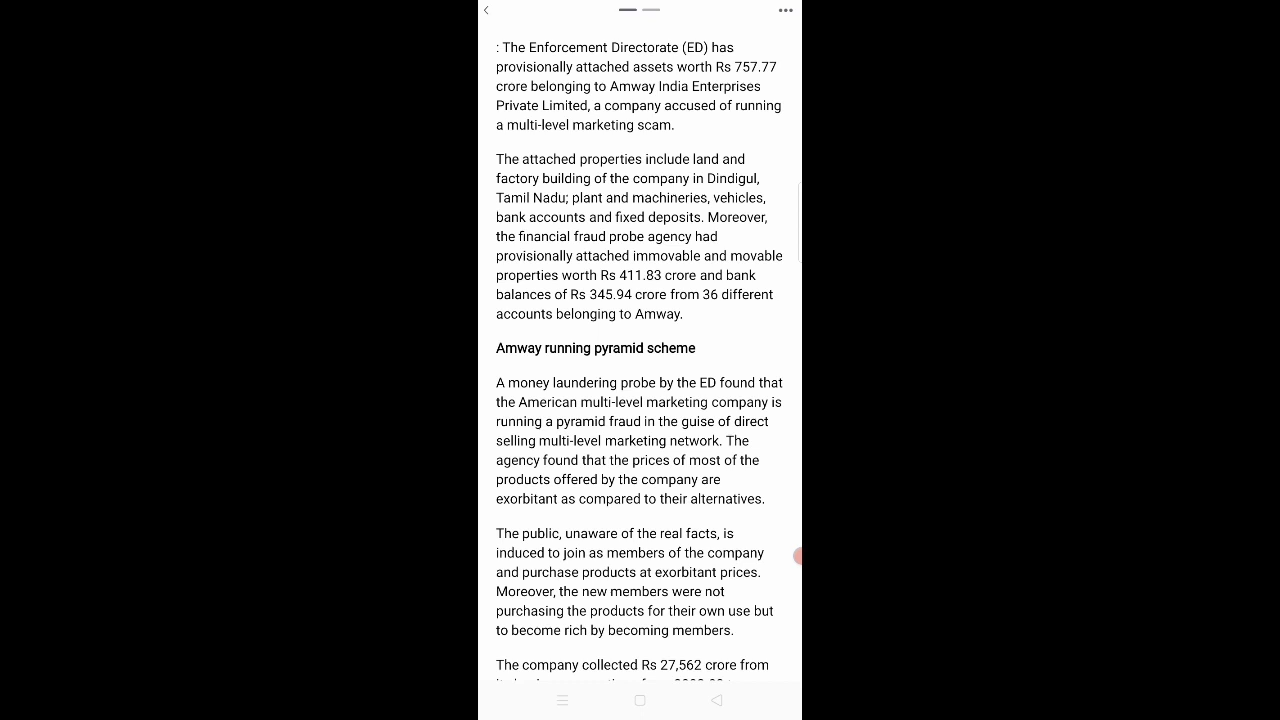 : The Enforcement Directorate (ED) has
provisionally attached assets worth Rs 757.77
crore belonging to Amway India Enterprises
Private Limited, a company accused of running
a multi-level marketing scam.
The attached properties include land and
factory building of the company in Dindigul,
Tamil Nadu; plant and machineries, vehicles,
bank accounts and fixed deposits. Moreover,
the financial fraud probe agency had
provisionally attached immovable and movable
properties worth Rs 411.83 crore and bank
balances of Rs 345.94 crore from 36 different
accounts belonging to Amway.
Amway running pyramid scheme
A money laundering probe by the ED found that
the American multi-level marketing company is
running a pyramid fraud in the guise of direct
selling multi-level marketing network. The
agency found that the prices of most of the
products offered by the company are
exorbitant as compared to their alternatives.
The public, unaware of the real facts, is
induced to join as members of the company
and purchase products at exorbitant prices.
Moreover, the new members were not
purchasing the products for their own use but
to become rich by becoming members.
The company collected Rs 27,562 crore from